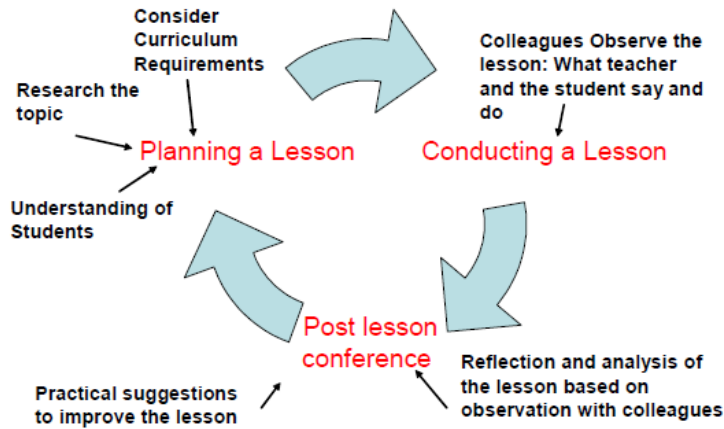 Consider
Curriculum
Requirements
Research the
topic
Planning a Lesson
Understanding of
Students
Colleagues Observe the
lesson: What teacher
and the student say and
do
Conducting a Lesson
Post lesson
conference
Practical suggestions
to improve the lesson
Reflection and analysis of
the lesson based on
observation with colleagues